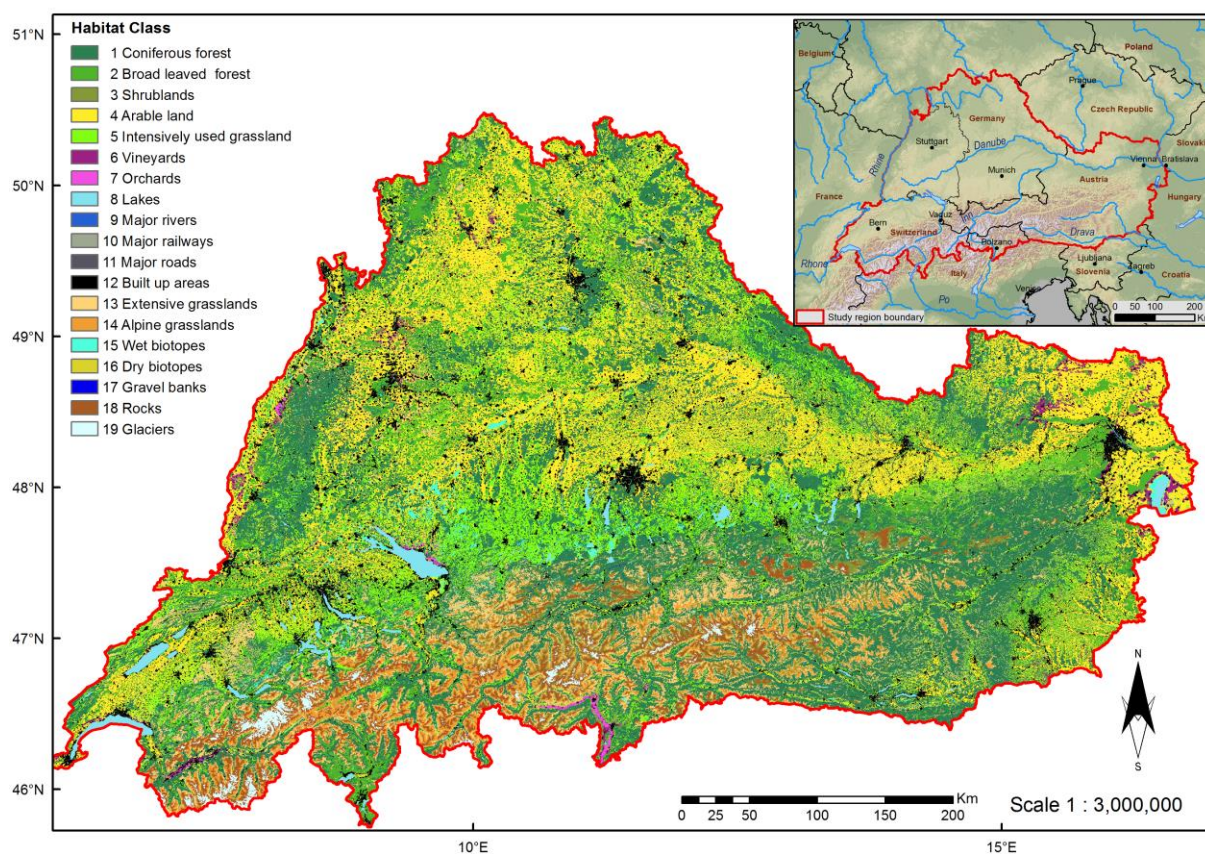 Habitat Class
1 Coniferous forest
2 Broad leaved forest
3 Shrublands
4 Arable land
5 Intensively used grassland
6 Vineyards
7 Orchards
8 Lakes
9 Major rivers
10 Major railways
11 Major roads
12 Built up areas
13 Extensive grasslands
14 Alpine grasslands
15 Wet biotopes
16 Dry biotopes
17 Gravel banks
18 Rocks
19 Glaciers
51°N
50°N
49°N
48°N
47°N
46°N
10°E
15°E
Belgium
Poland
Prague
Czech Republic
Germany
Stuttgart
Danube
Rhine
Slovaki
Munich
Vienna
Bratislava
France
Austria
Hungary
Bern
Vaduz
Inn
Switzerland
Drava
Bolzano
Rhone
Italy
Ljubljana
Slovenia
Zagreb
Croatia
Venice
Po
0 50 100 200
Km
Study region boundary
N
S
Km
0 25 50 100 150 200
Scale 1 : 3,000,000